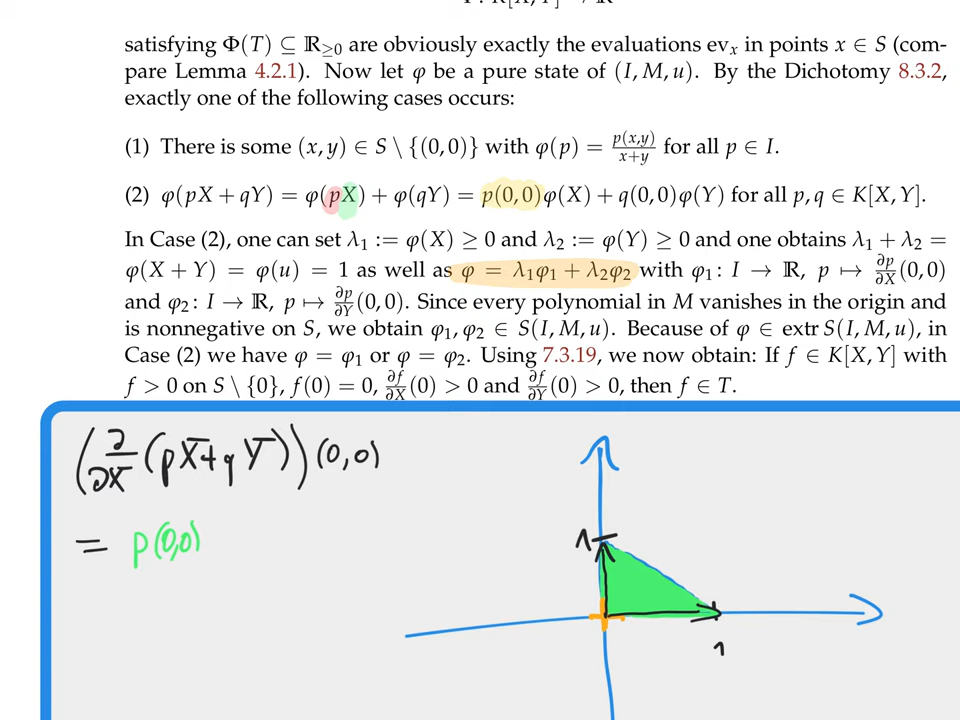 satisfying Φ(T) ⊆ ℝ≥0 are obviously exactly the evaluations evₓ in points x ∈ S (com-
pare Lemma 4.2.1). Now let φ be a pure state of (I, M, u). By the Dichotomy 8.3.2,
exactly one of the following cases occurs:
(1) There is some (x, y) ∈ S \ {(0, 0)} with φ(p) = p(x,y)/(x+y) for all p ∈ I.
(2) φ(pX + qY) = φ(pX) + φ(qY) = p(0, 0)φ(X) + q(0, 0)φ(Y) for all p, q ∈ K[X, Y].
In Case (2), one can set λ₁ := φ(X) ≥ 0 and λ₂ := φ(Y) ≥ 0 and one obtains λ₁ + λ₂ =
φ(X + Y) = φ(u) = 1 as well as φ = λ₁φ₁ + λ₂φ₂ with φ₁ : I → ℝ, p ↦ ∂p/∂X (0, 0)
and φ₂ : I → ℝ, p ↦ ∂p/∂Y (0, 0). Since every polynomial in M vanishes in the origin and
is nonnegative on S, we obtain φ₁, φ₂ ∈ S(I, M, u). Because of φ ∈ extr S(I, M, u), in
Case (2) we have φ = φ₁ or φ = φ₂. Using 7.3.19, we now obtain: If f ∈ K[X, Y] with
f > 0 on S \ {0}, f(0) = 0, ∂f/∂X (0) > 0 and ∂f/∂Y (0) > 0, then f ∈ T.
(∂/∂X (pX + qY)) (0, 0)
= p(0,0)
1
1